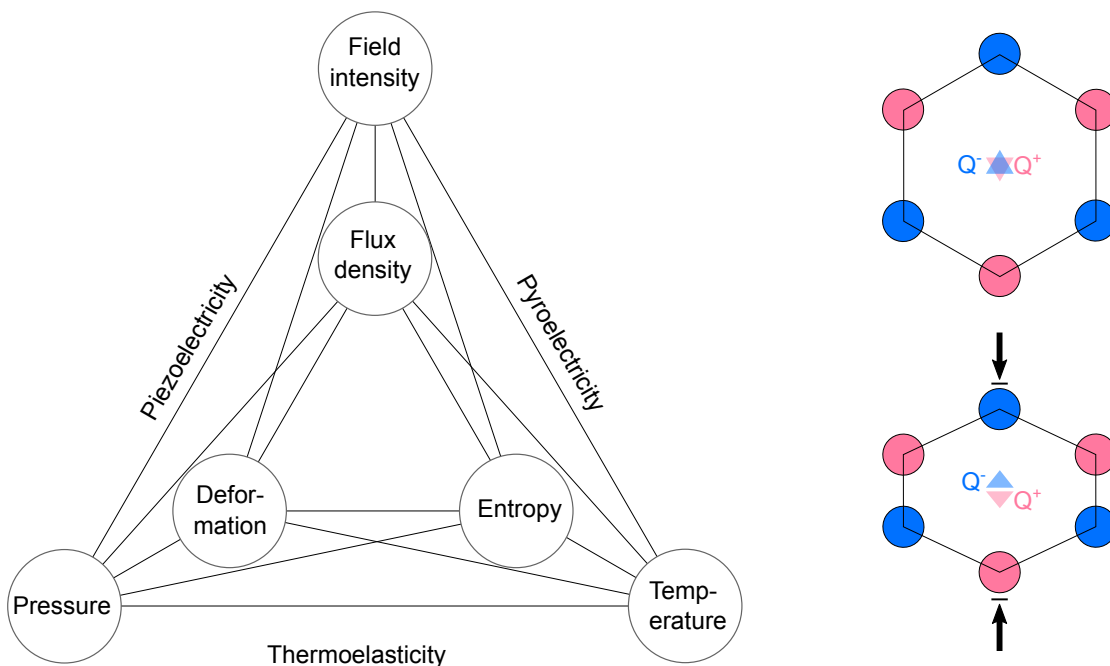 Field
intensity
Flux
density
Piezoelectricity
Pyroelectricity
Defor-
mation
Entropy
Pressure
Temp-
erature
Thermoelasticity
Q- Q+
Q-
Q+